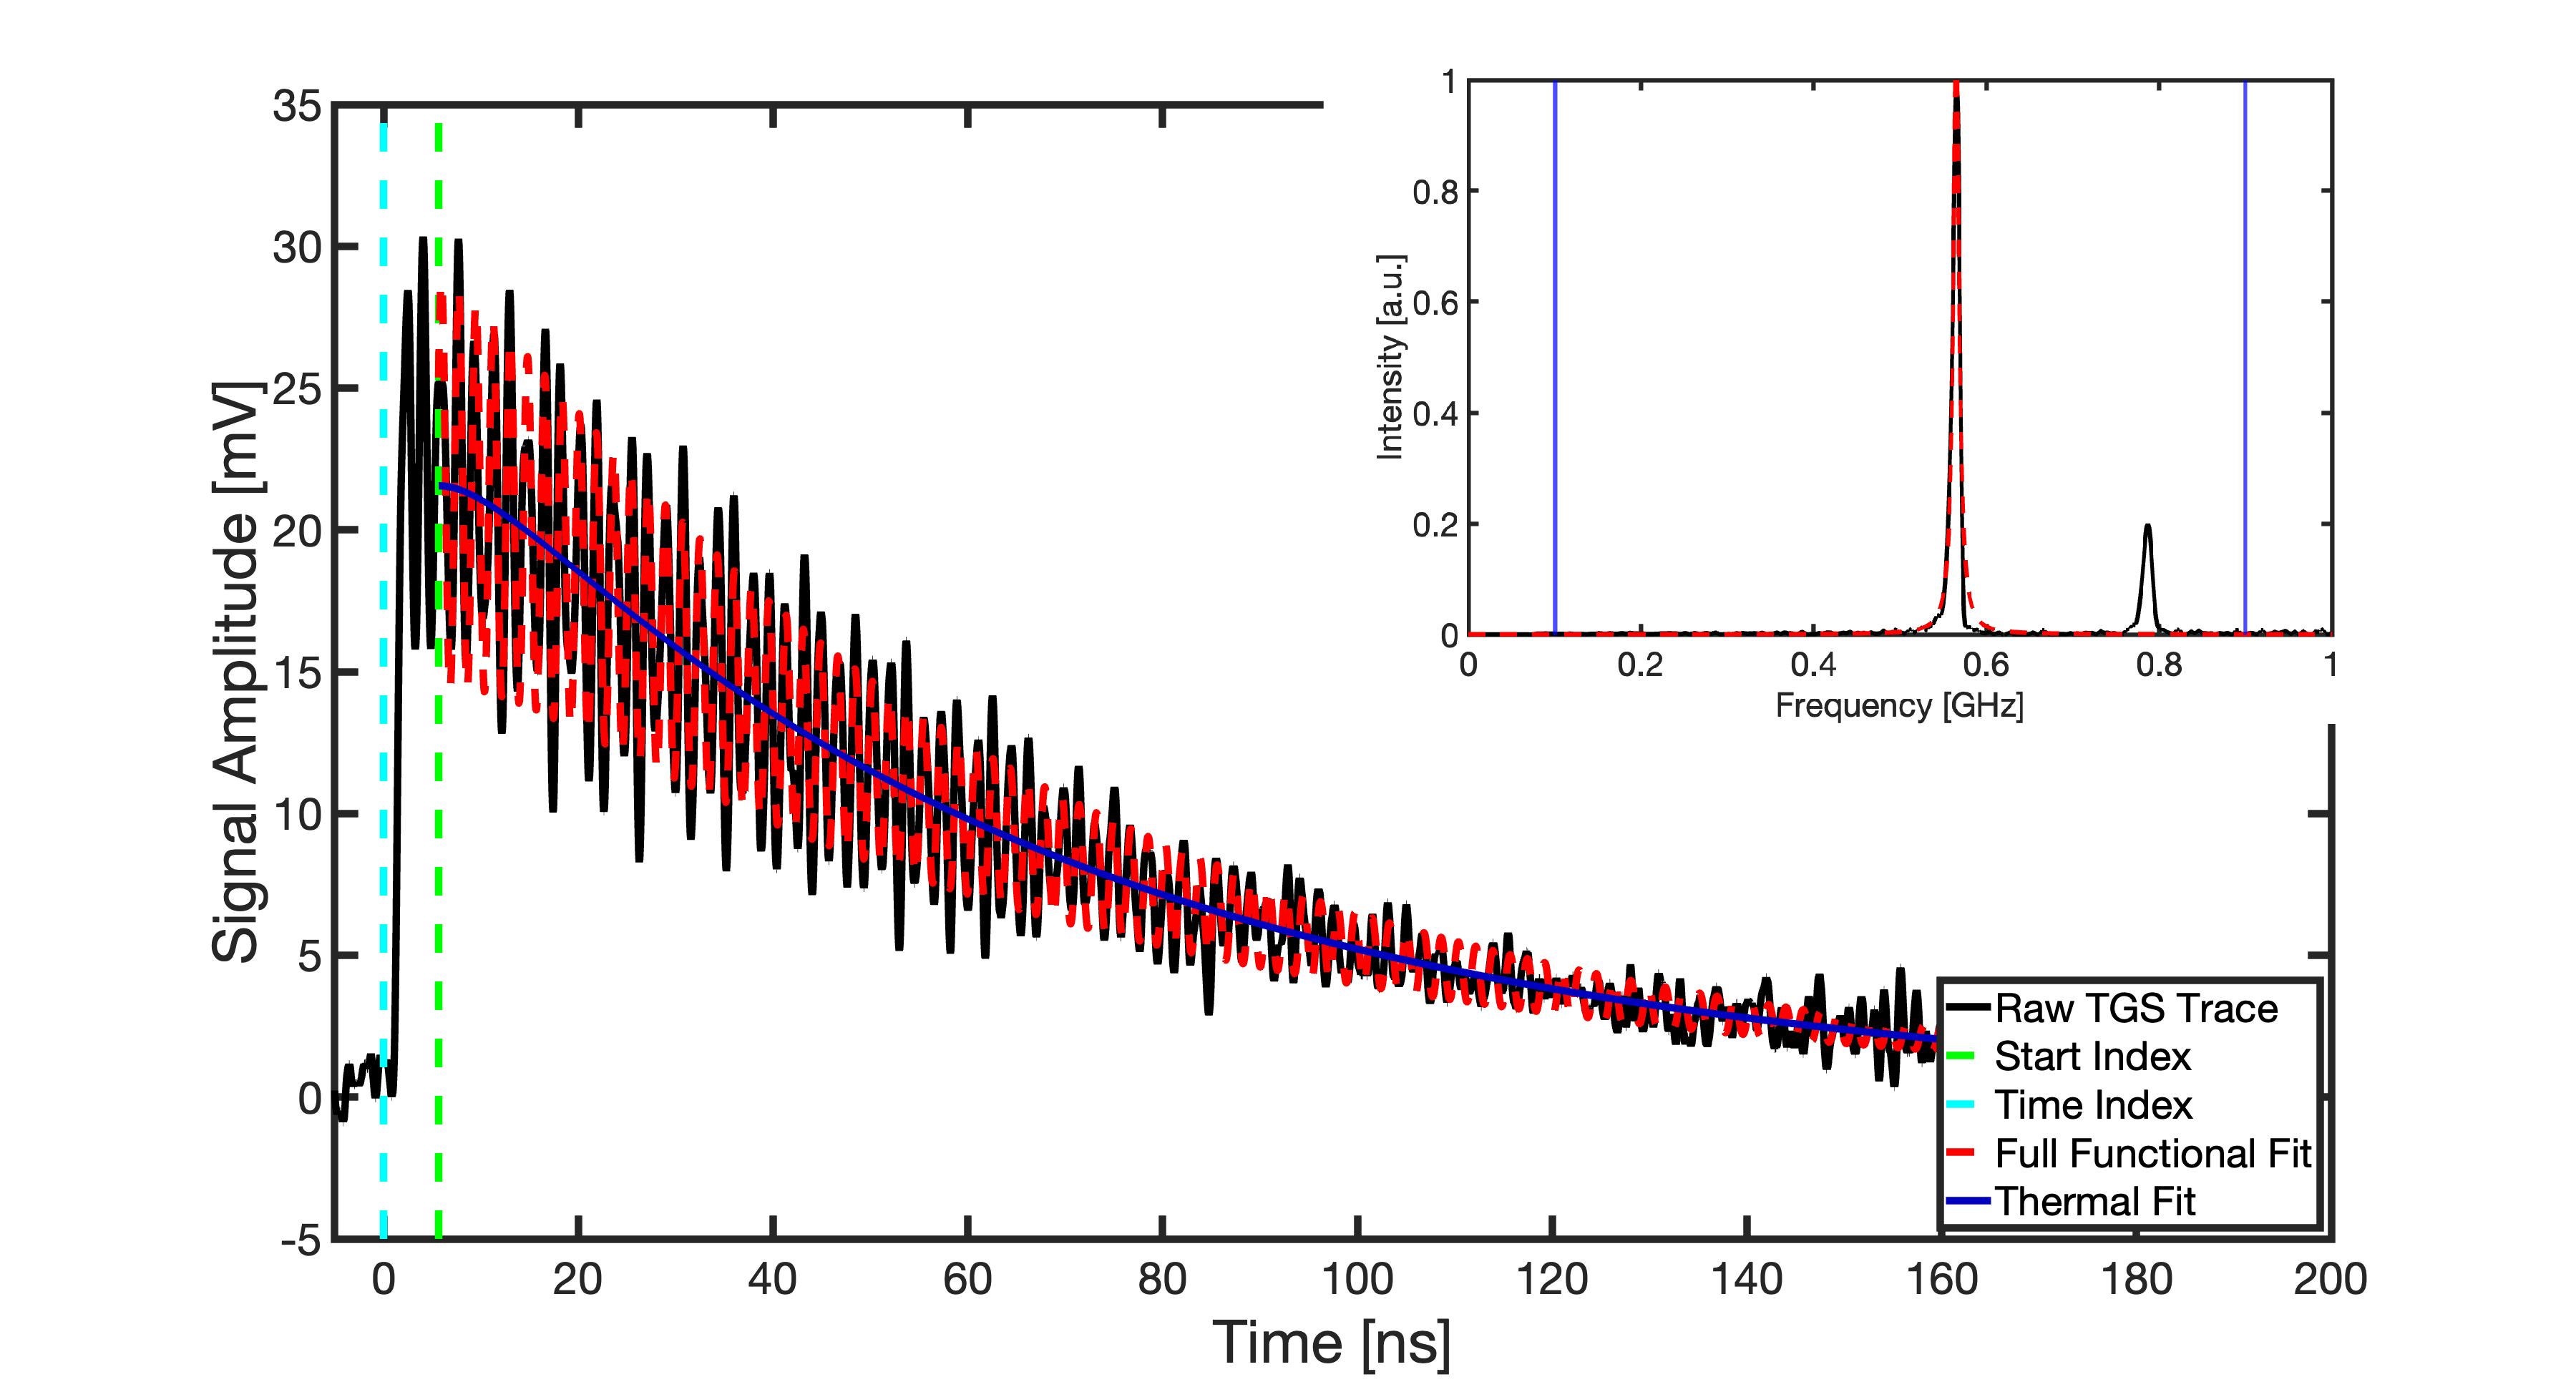 35
30
25
20
15
10
5
0
-5
Signal Amplitude [mV]
0 20 40 60 80 100 120 140 160 180 200
Time [ns]
1
0.8
0.6
0.4
0.2
0
Intensity [a.u.]
0 0.2 0.4 0.6 0.8 1
Frequency [GHz]
Raw TGS Trace
Start Index
Time Index
Full Functional Fit
Thermal Fit